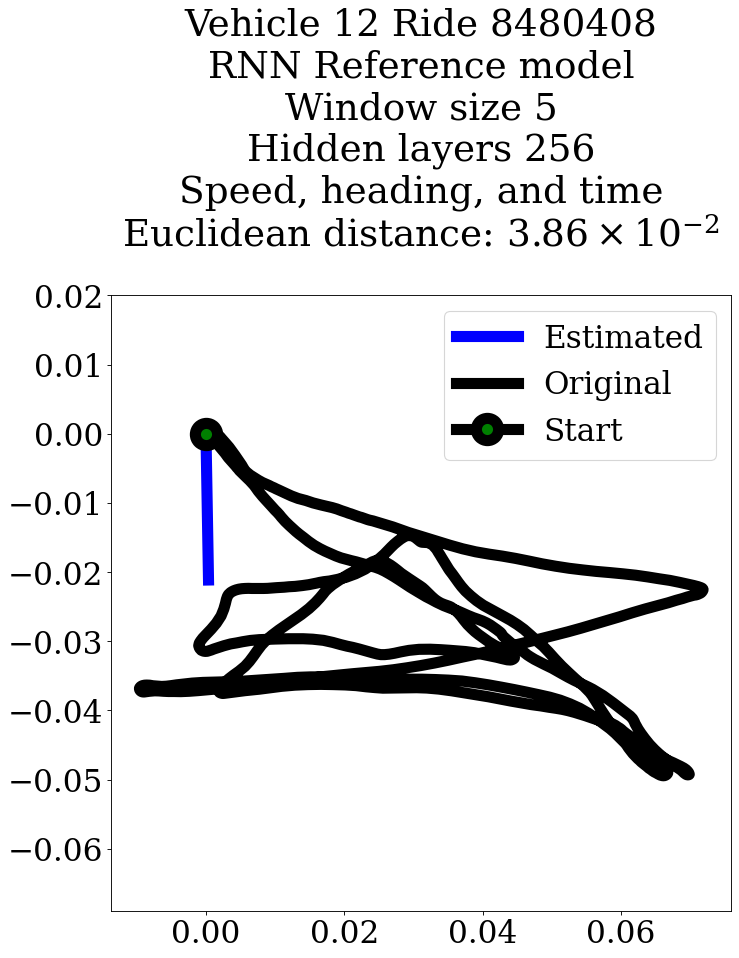 Vehicle 12 Ride 8480408
RNN Reference model
Window size 5
Hidden layers 256
Speed, heading, and time
Euclidean distance: 3.86 × 10⁻²
0.02
0.01
0.00
−0.01
−0.02
−0.03
−0.04
−0.05
−0.06
Estimated
Original
Start
0.00 0.02 0.04 0.06